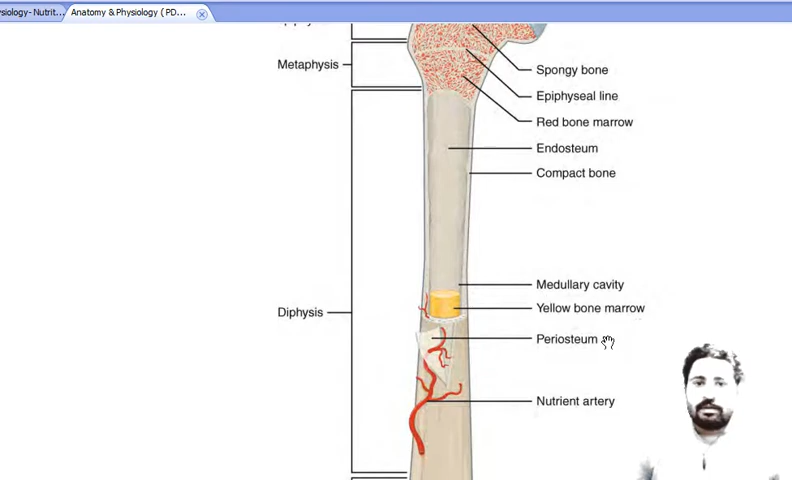 ysiology- Nutrit...
Anatomy & Physiology ( PD...
Metaphysis
Spongy bone
Epiphyseal line
Red bone marrow
Endosteum
Compact bone
Medullary cavity
Diphysis
Yellow bone marrow
Periosteum
Nutrient artery